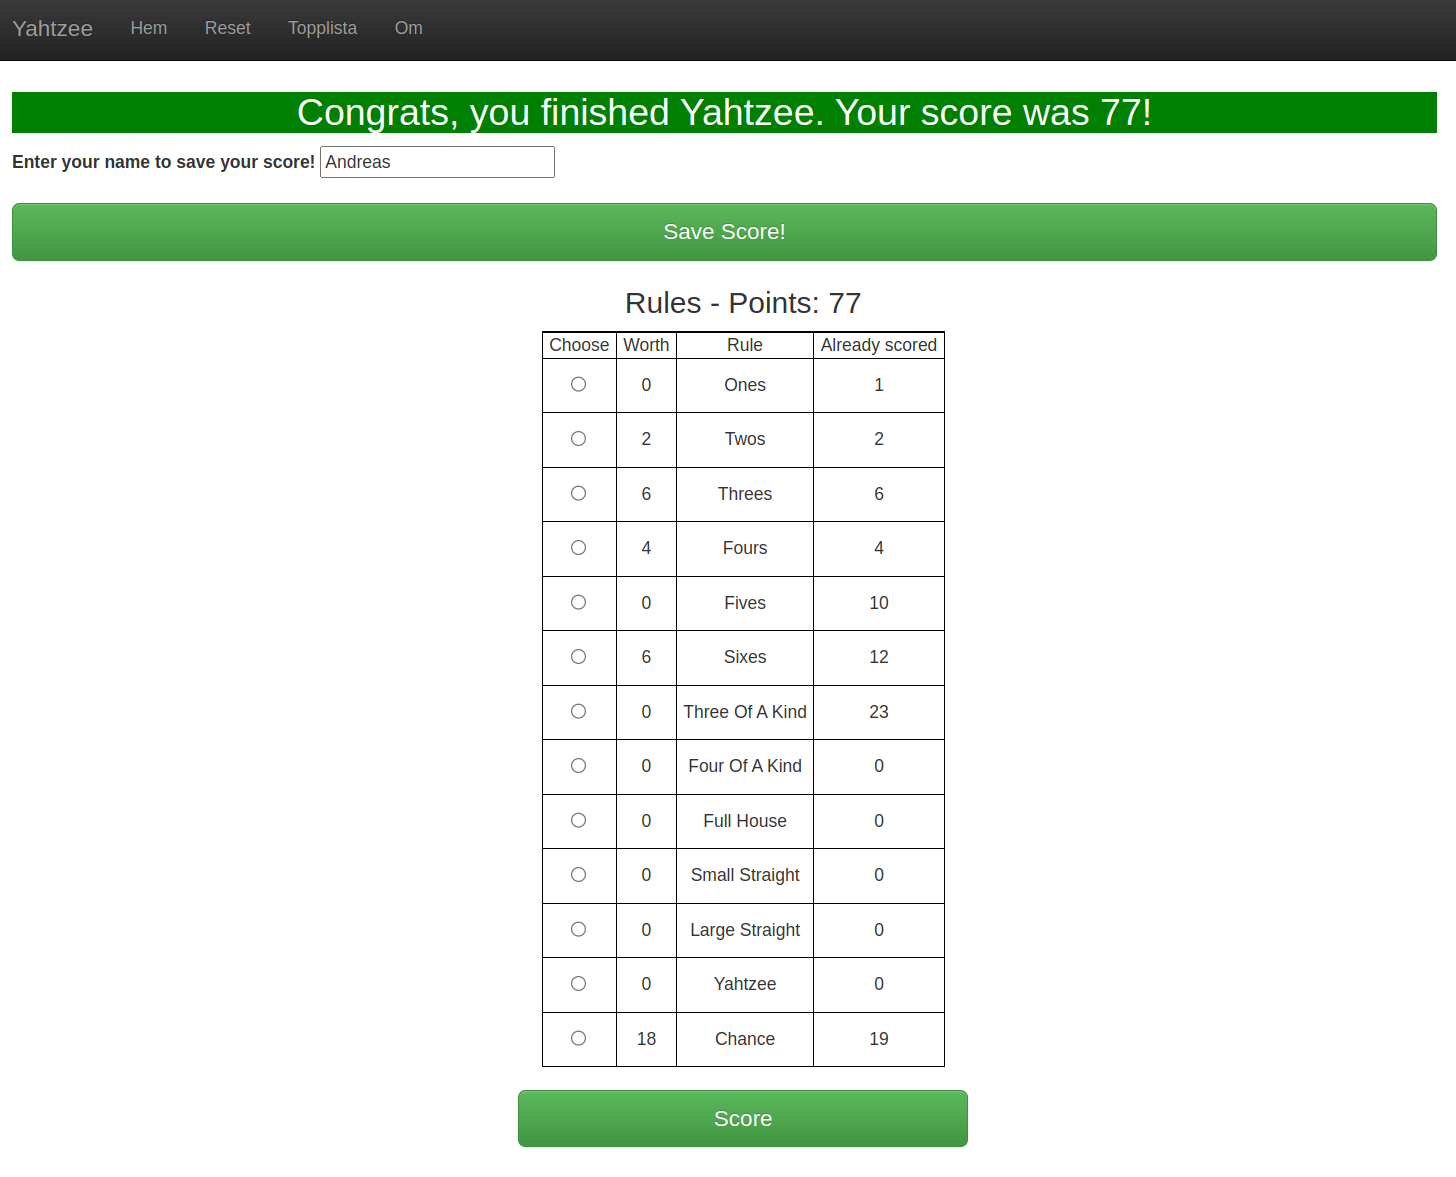 Yahtzee Hem Reset Topplista Om
Congrats, you finished Yahtzee. Your score was 77!
Enter your name to save your score! Andreas
Save Score!
Rules - Points: 77
Choose Worth Rule Already scored
0 Ones 1
2 Twos 2
6 Threes 6
4 Fours 4
0 Fives 10
6 Sixes 12
0 Three Of A Kind 23
0 Four Of A Kind 0
0 Full House 0
0 Small Straight 0
0 Large Straight 0
0 Yahtzee 0
18 Chance 19
Score